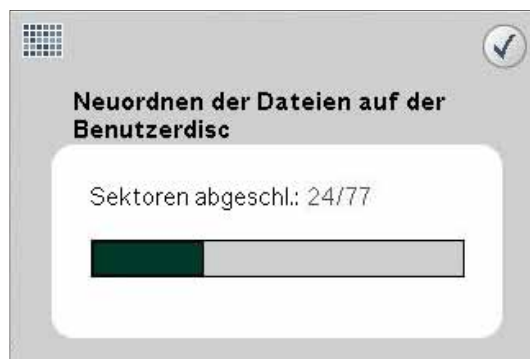 Neuordnen der Dateien auf der
Benutzerdisc
Sektoren abgeschl.: 24/77